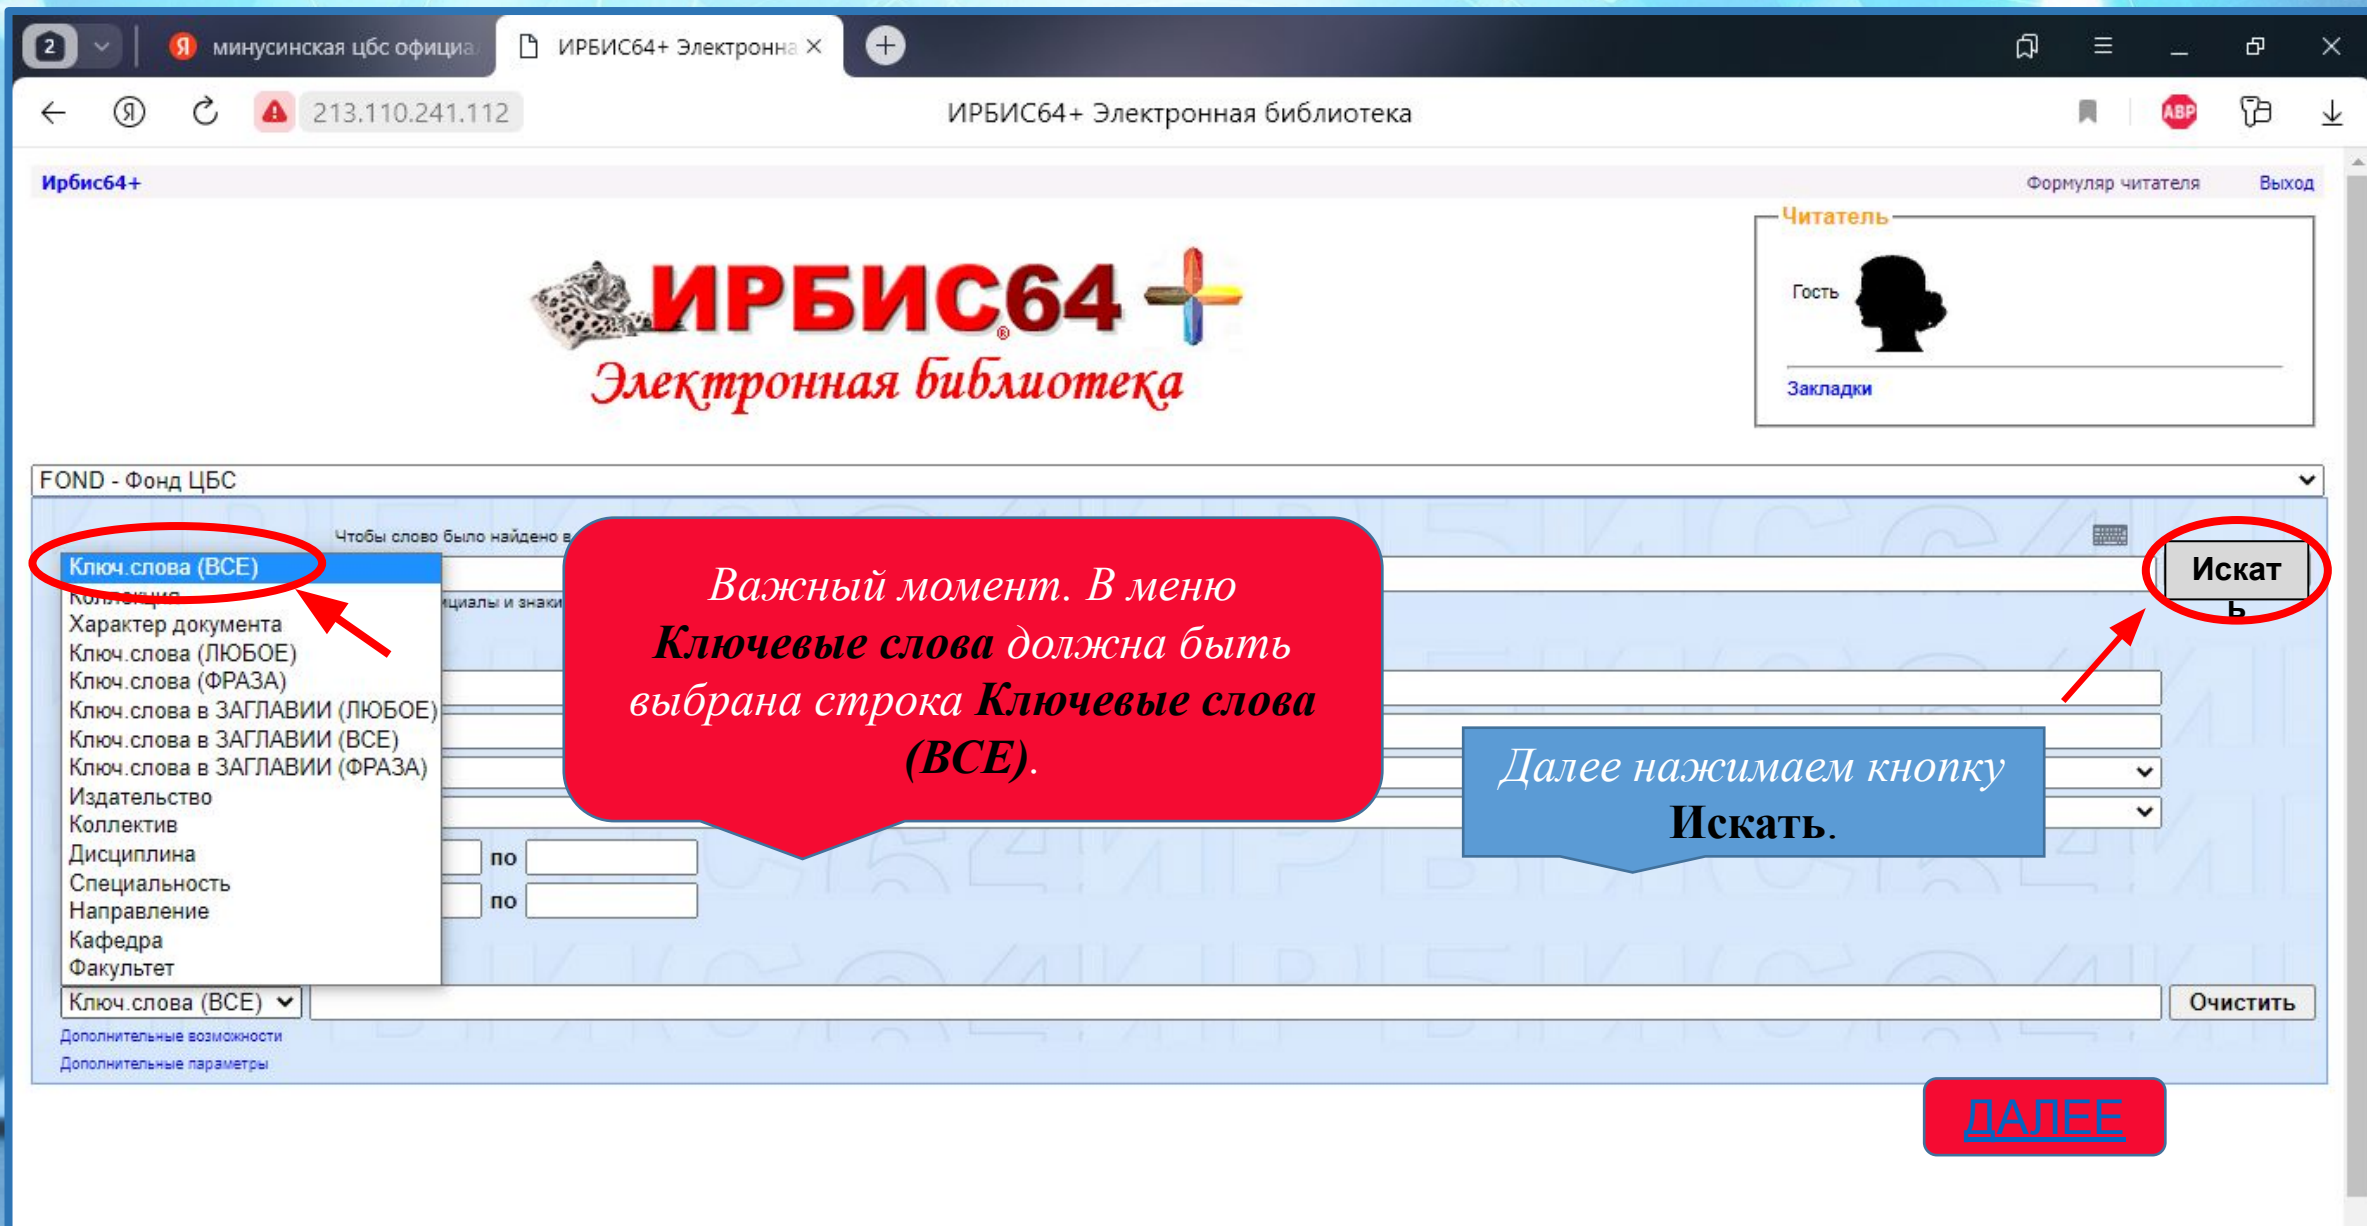 2
Я минусинская цбс официа
ИРБИС64+ Электронна
Я 213.110.241.112 ИРБИС64+ Электронная библиотека ABP
Ирбис64+ Формуляр читателя Выход
Читатель
Гость
Закладки
ИРБИС64+
Электронная библиотека
FOND - Фонд ЦБС
Чтобы слово было найдено в
Ключ.слова (ВСЕ)
Коллекция
Характер документа
Ключ.слова (ЛЮБОЕ)
Ключ.слова (ФРАЗА)
Ключ.слова в ЗАГЛАВИИ (ЛЮБОЕ)
Ключ.слова в ЗАГЛАВИИ (ВСЕ)
Ключ.слова в ЗАГЛАВИИ (ФРАЗА)
Издательство
Коллектив
Дисциплина
Специальность
Направление
Кафедра
Факультет
и знаки
по
по
Важный момент. В меню
Ключевые слова должна быть
выбрана строка Ключевые слова
(ВСЕ).
Искат
ь
Далее нажимаем кнопку
Искать.
Ключ.слова (ВСЕ) Очистить
Дополнительные возможности
Дополнительные параметры
ДАЛЕЕ